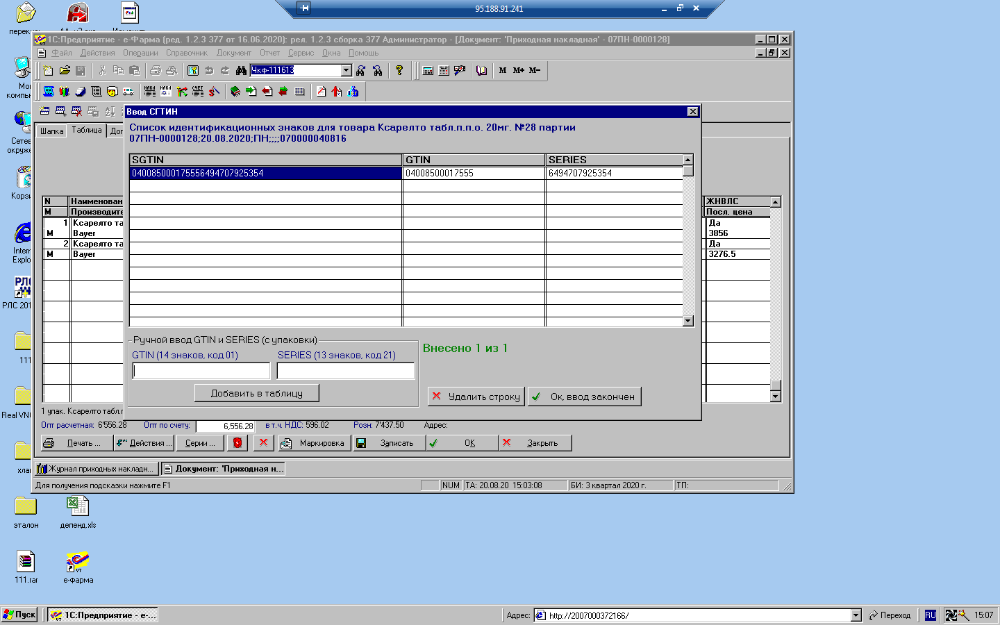 95.188.91.241
перекис
1С:Предприятие - е-Фарма (ред. 1.2.3 377 от 16.06.2020): рел. 1.2.3 сборка 377 Администратор - [Документ: 'Приходная накладная' - 07ПН-0000128]
Файл Действия Операции Справочник Документ Отчет Сервис Окна Помощь
Чкф-111613
M M+ M-
Мо
компь
Сетев
окруже
Корзи
Intern
Explo
РЛС 201
111
Real VN
хла
эталон
депенд.xls
111.rar
е-Фарма
Шапка Таблица Доп
Ввод СГТИН
Список идентификационных знаков для товара Ксарелто табл.п.п.о. 20мг. №28 партии
07ПН-0000128;20.08.2020;ПН;;;;070000040816
SGTIN GTIN SERIES
040085000175556494707925354 04008500017555 6494707925354
N Наименован ЖНВЛС
М Производите Посл. цена
1 Ксарелто та Да
М Bayer 3856
2 Ксарелто та Да
М Bayer 3276.5
Ручной ввод GTIN и SERIES (с упаковки)
GTIN (14 знаков, код 01) SERIES (13 знаков, код 21)
Внесено 1 из 1
Добавить в таблицу
Удалить строку Ок, ввод закончен
1 упак. Ксарелто табл.п
Опт расчетная: 6'556.28 Опт по счету: 6,556.28 в т.ч. НДС: 596.02 Розн: 7'437.50 Адрес:
Печать ... Действия ... Серии ... Маркировка Записать OK Закрыть
Журнал приходных накладн... Документ: 'Приходная н...
Для получения подсказки нажмите F1 NUM ТА: 20.08.20 15:03:08 БИ: 3 квартал 2020 г. ТП:
Пуск 1С:Предприятие - е-... Адрес: http://2007000372166/ Переход RU 15:07